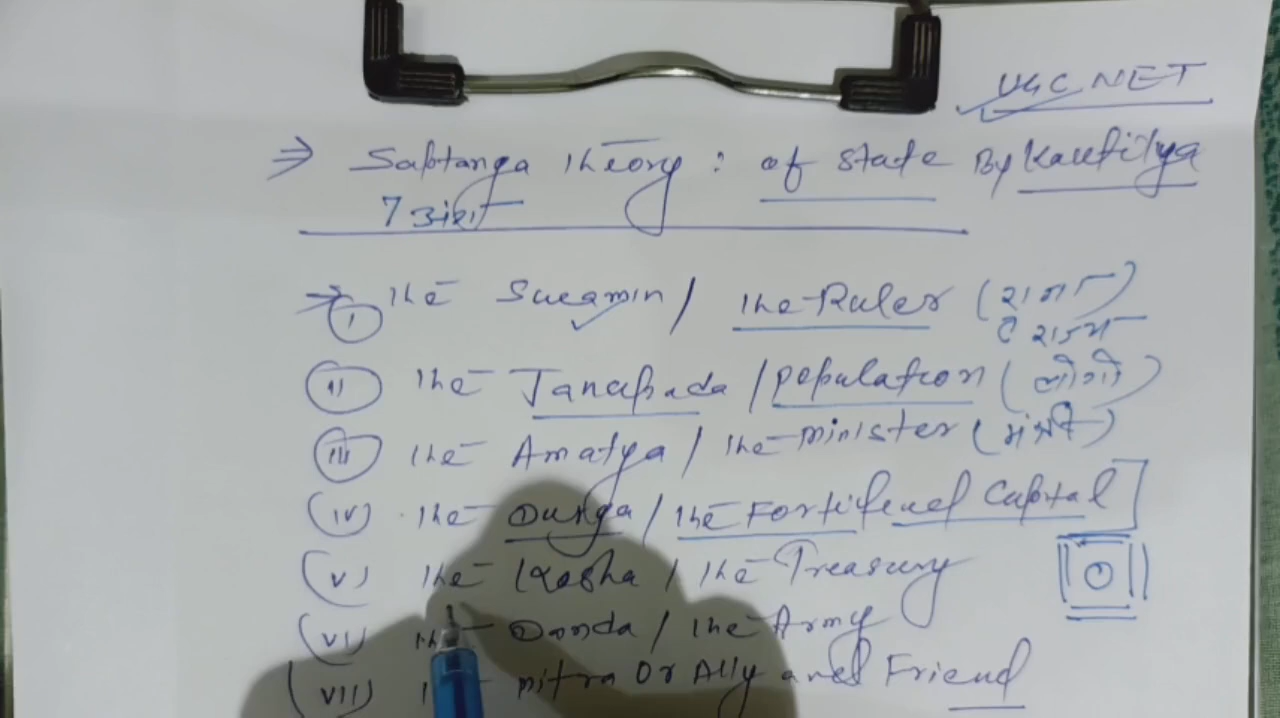 UGC NET
⇒ Saptanga Theory : of state By Kautilya
7 अंग
→ (i) The Swamin / The Ruler (राजा
राज्य
(ii) The Janapada / population (लोगो)
(iii) The Amatya / The minister (मंत्री)
(iv) The Durga / The Fortified Capital
(v) The Kosha / The Treasury
(vi) The Danda / The Army
(vii) mitra Or Ally and Friend